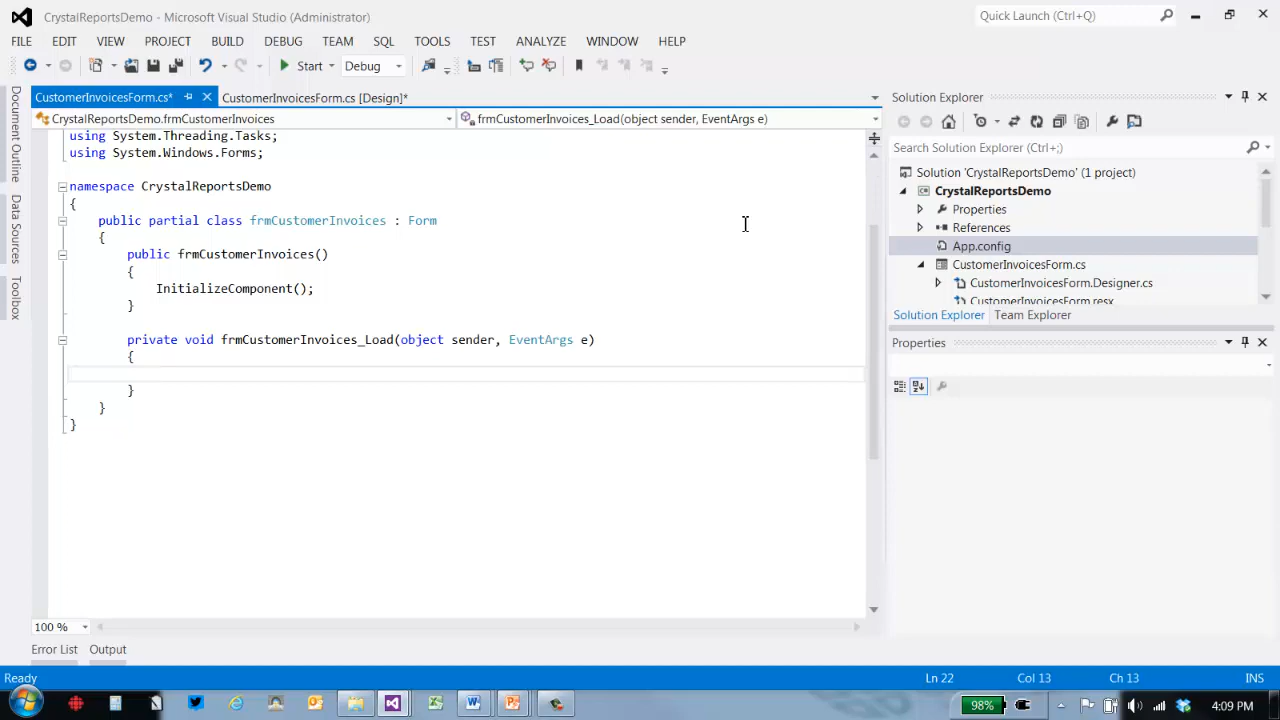 CrystalReportsDemo - Microsoft Visual Studio (Administrator)
Quick Launch (Ctrl+Q)
FILE EDIT VIEW PROJECT BUILD DEBUG TEAM SQL TOOLS TEST ANALYZE WINDOW HELP
Start Debug
CustomerInvoicesForm.cs* CustomerInvoicesForm.cs [Design]*
CrystalReportsDemo.frmCustomerInvoices frmCustomerInvoices_Load(object sender, EventArgs e)
Document Outline
Data Sources
Toolbox
using System.Threading.Tasks;
using System.Windows.Forms;
namespace CrystalReportsDemo
{
public partial class frmCustomerInvoices : Form
{
public frmCustomerInvoices()
{
InitializeComponent();
}
private void frmCustomerInvoices_Load(object sender, EventArgs e)
{
}
}
}
100 %
Error List Output
Solution Explorer
Search Solution Explorer (Ctrl+;)
Solution 'CrystalReportsDemo' (1 project)
CrystalReportsDemo
Properties
References
App.config
CustomerInvoicesForm.cs
CustomerInvoicesForm.Designer.cs
CustomerInvoicesForm.resx
Solution Explorer Team Explorer
Properties
Ready Ln 22 Col 13 Ch 13 INS
98% 4:09 PM